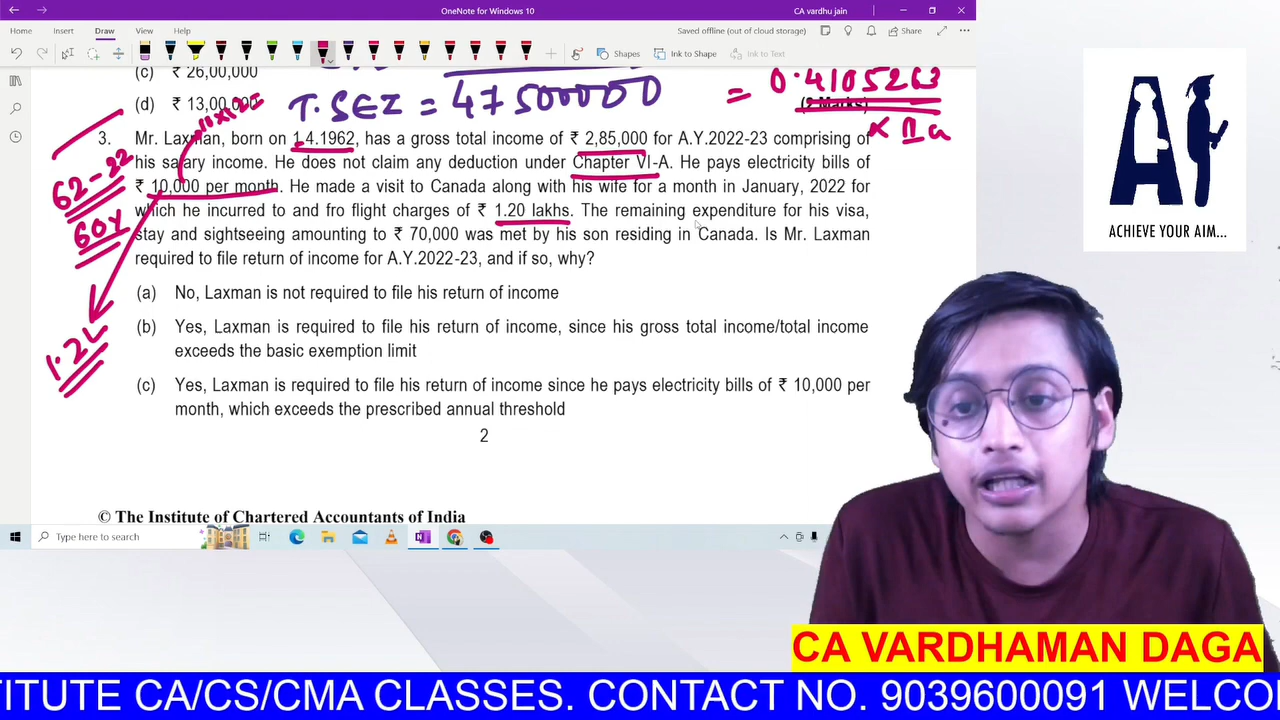 OneNote for Windows 10
CA vardhu jain
Home Insert Draw View Help
Saved offline (out of cloud storage)
Share
Shapes
Ink to Shape
Ink to Text
(c) ₹ 26,00,000
(d) ₹ 13,00,000
T. SEZ = 47500000
= 0.4105263
(2 Marks)
3. Mr. Laxman, born on 1.4.1962, has a gross total income of ₹ 2,85,000 for A.Y.2022-23 comprising of
his salary income. He does not claim any deduction under Chapter VI-A. He pays electricity bills of
₹ 10,000 per month. He made a visit to Canada along with his wife for a month in January, 2022 for
which he incurred to and fro flight charges of ₹ 1.20 lakhs. The remaining expenditure for his visa,
stay and sightseeing amounting to ₹ 70,000 was met by his son residing in Canada. Is Mr. Laxman
required to file return of income for A.Y.2022-23, and if so, why?
62-22
60Y
1.2L
(a) No, Laxman is not required to file his return of income
(b) Yes, Laxman is required to file his return of income, since his gross total income/total income
exceeds the basic exemption limit
(c) Yes, Laxman is required to file his return of income since he pays electricity bills of ₹ 10,000 per
month, which exceeds the prescribed annual threshold
2
© The Institute of Chartered Accountants of India
Type here to search
ACHIEVE YOUR AIM...
CA VARDHAMAN DAGA
TITUTE CA/CS/CMA CLASSES. CONTACT NO. 9039600091 WELCO